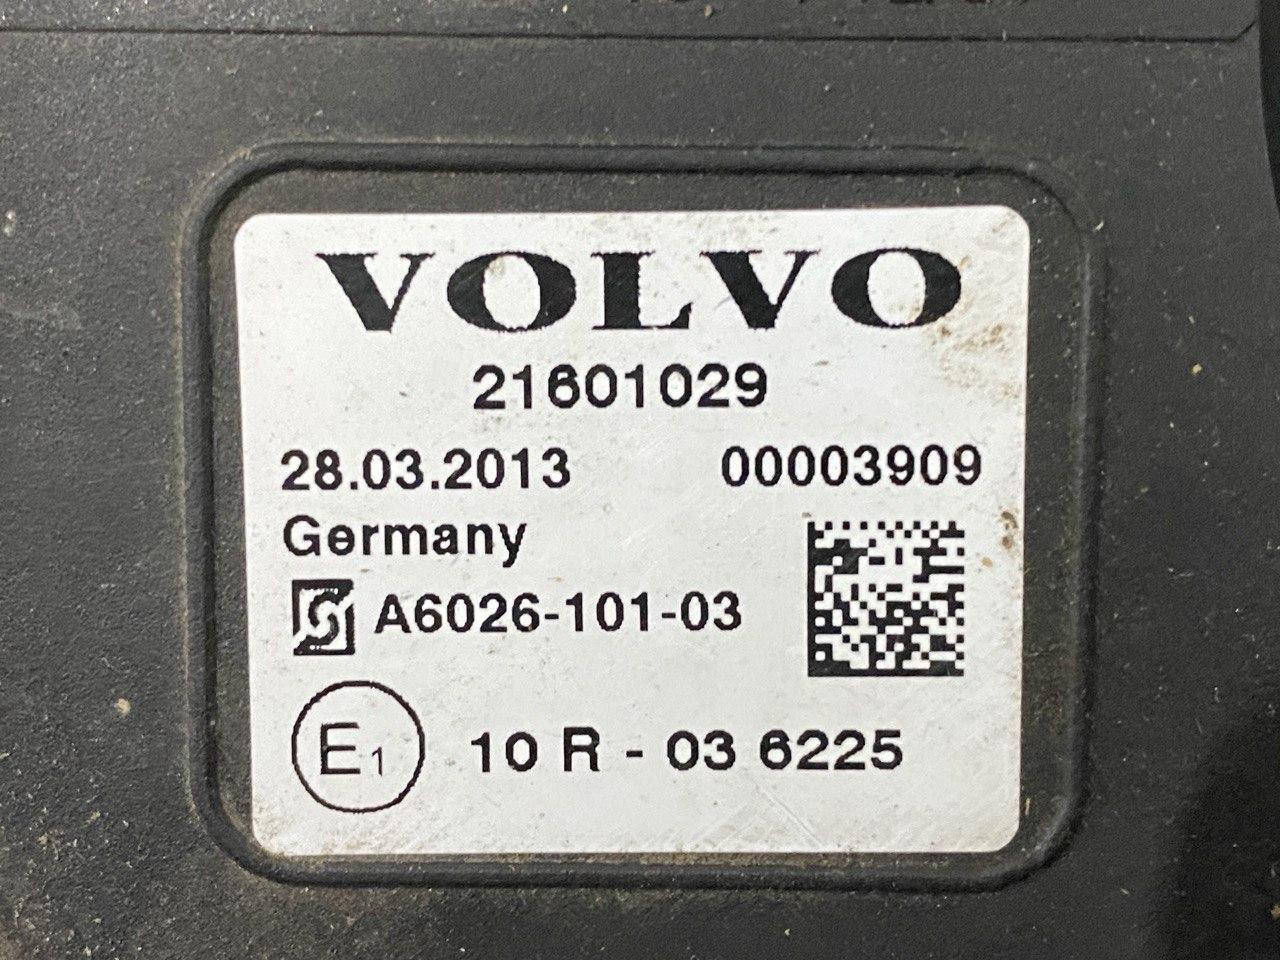 VOLVO
21601029
28.03.2013 00003909
Germany
A6026-101-03
E1 10 R - 03 6225